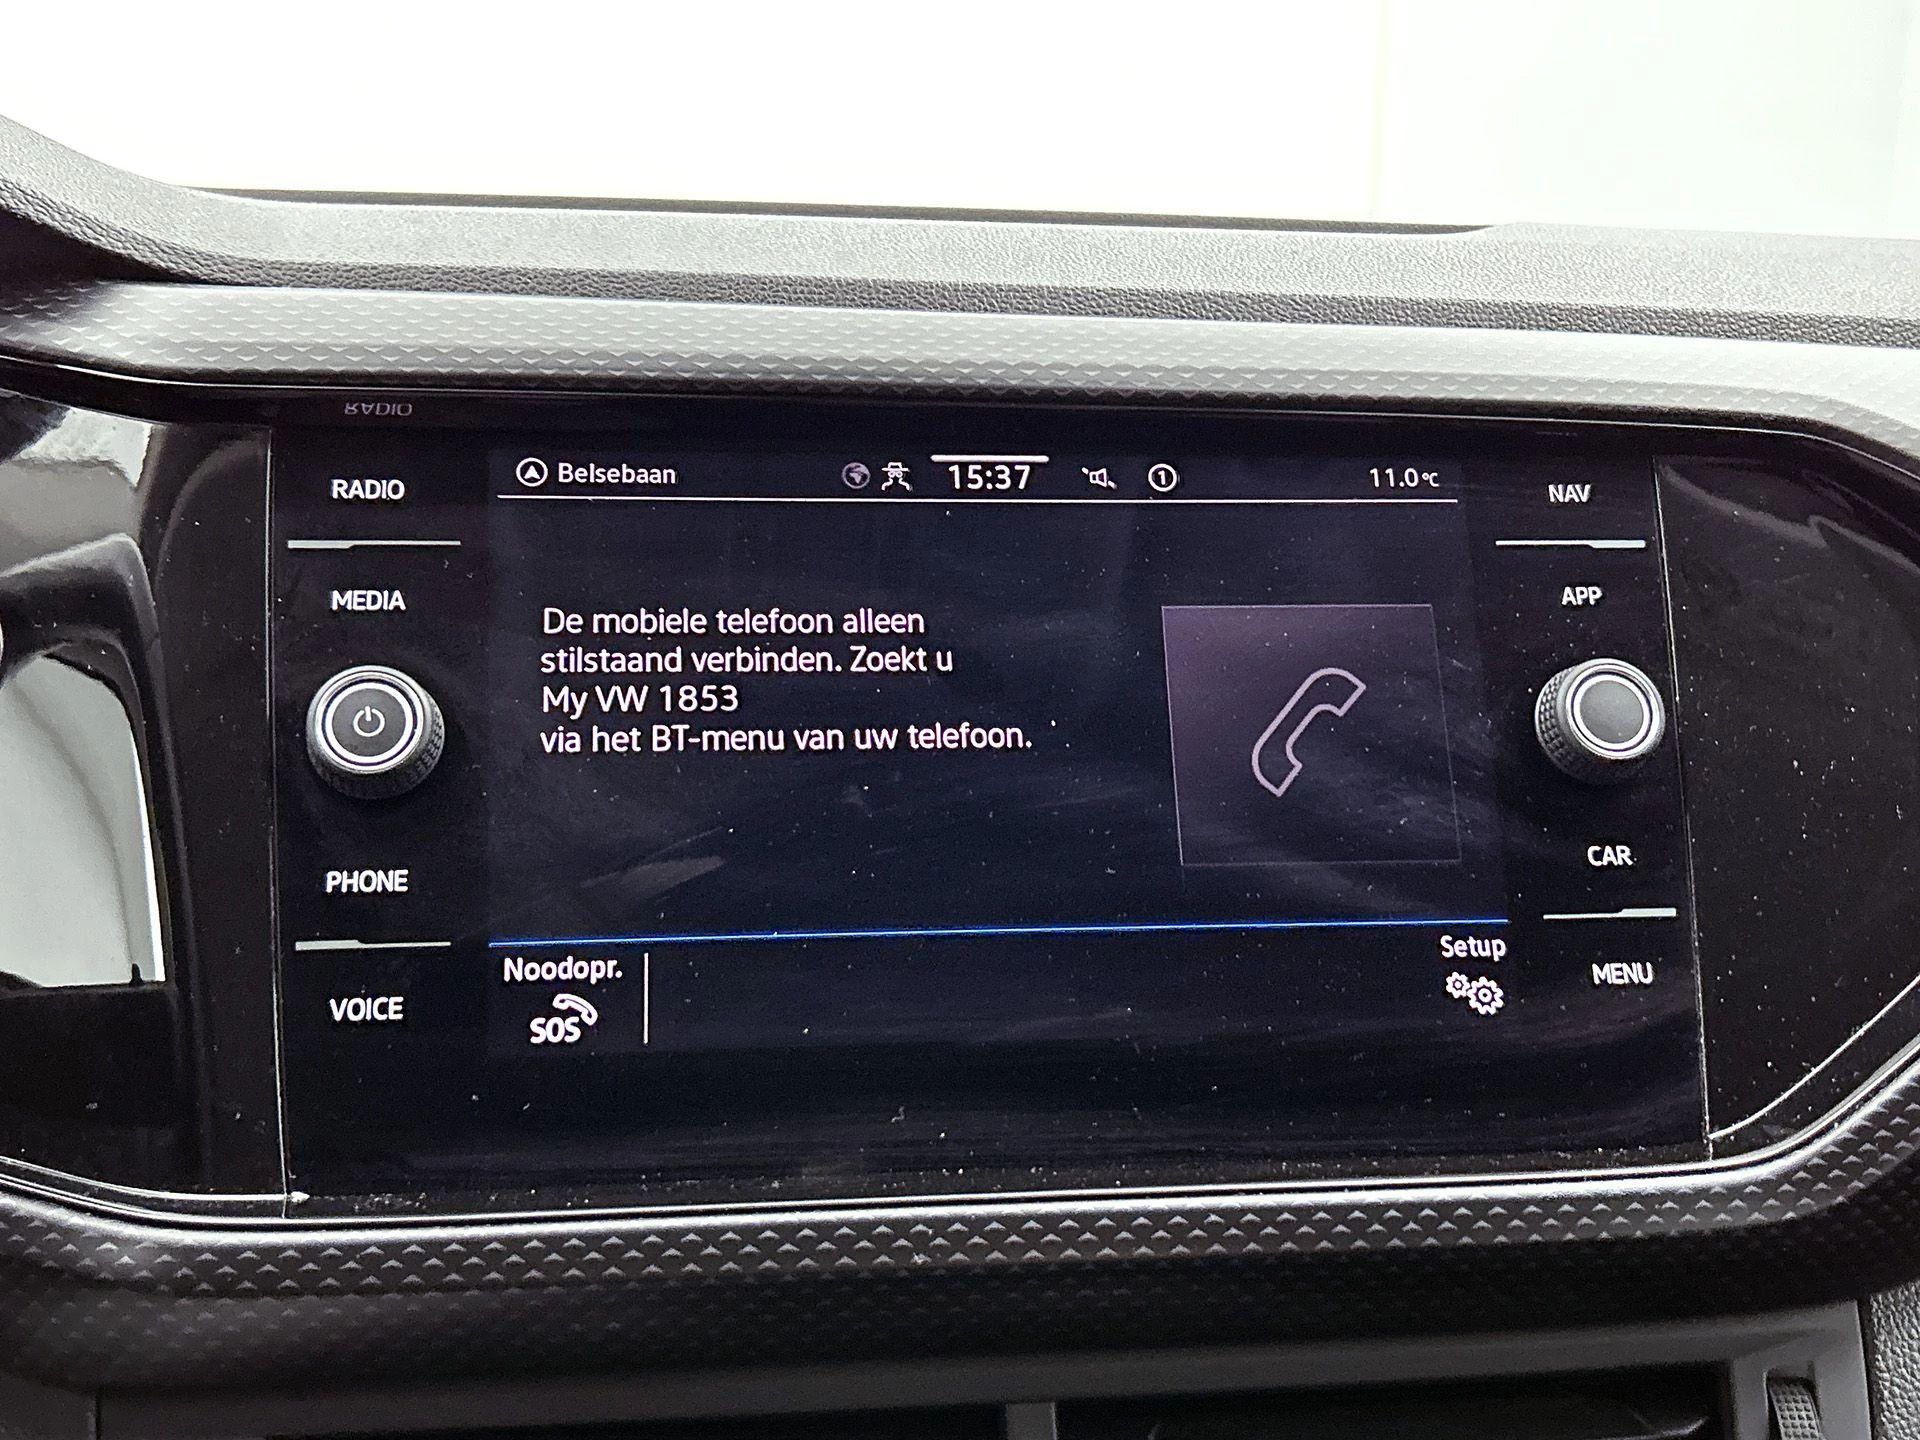 RADIO
Belsebaan
15:37
1
11.0°C
NAV
MEDIA
APP
De mobiele telefoon alleen
stilstaand verbinden. Zoekt u
My VW 1853
via het BT-menu van uw telefoon.
PHONE
CAR
VOICE
Noodopr.
SOS
Setup
MENU